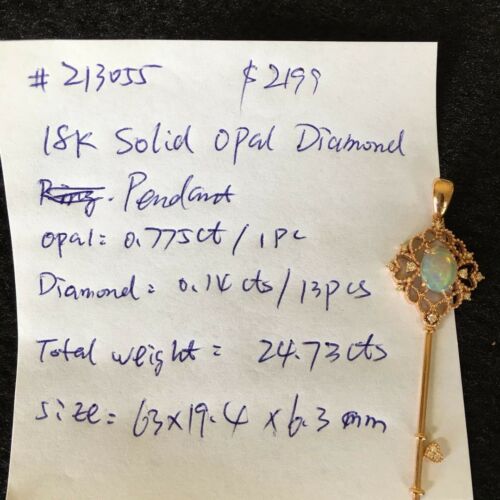 # 213055 $2199
18K Solid Opal Diamond
Ring. Pendant
opal: 0.775ct / 1pc
Diamond: 0.14 cts / 13pcs
Total weight: 24.73cts
size: 63x19.4 x 6.3 mm